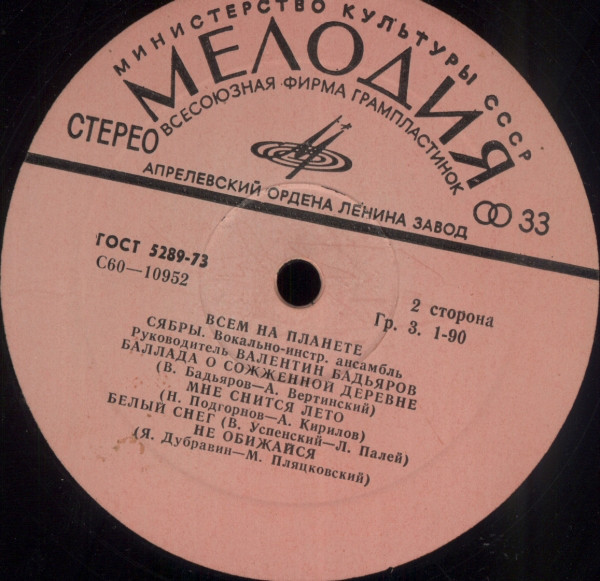 МИНИСТЕРСТВО КУЛЬТУРЫ СССР
МЕЛОДИЯ
ВСЕСОЮЗНАЯ ФИРМА ГРАМПЛАСТИНОК
СТЕРЕО
АПРЕЛЕВСКИЙ ОРДЕНА ЛЕНИНА ЗАВОД
33
ГОСТ 5289-73
С60—10952
2 сторона
Гр. 3. 1-90
ВСЕМ НА ПЛАНЕТЕ
СЯБРЫ. Вокально-инстр. ансамбль
Руководитель ВАЛЕНТИН БАДЬЯРОВ
БАЛЛАДА О СОЖЖЕННОЙ ДЕРЕВНЕ
(В. Бадьяров—А. Вертинский)
МНЕ СНИТСЯ ЛЕТО
(Н. Подгорнов—А. Кирилов)
БЕЛЫЙ СНЕГ (В. Успенский—Л. Палей)
НЕ ОБИЖАЙСЯ
(Я. Дубравин—М. Пляцковский)